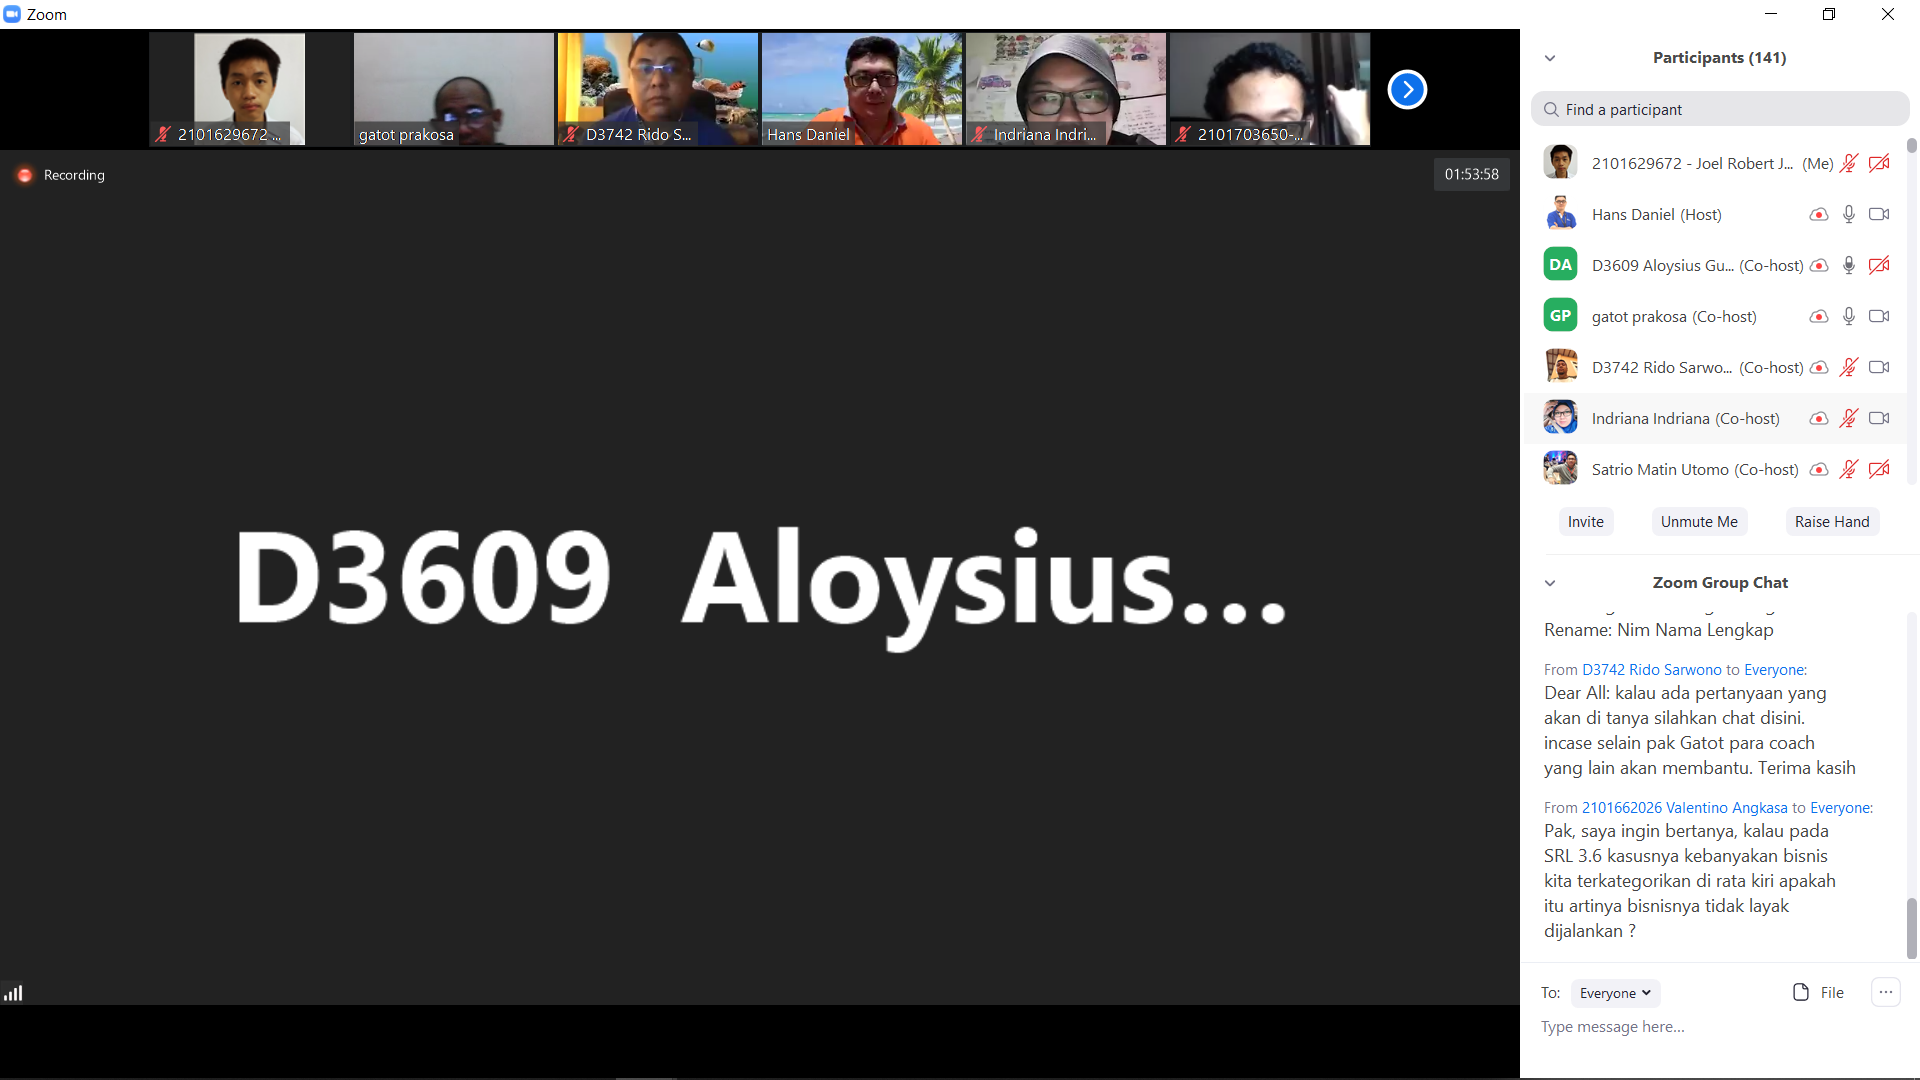 Zoom
2101629672 ...
gatot prakosa
D3742 Rido S...
Hans Daniel
Indriana Indri...
2101703650-...
Recording
01:53:58
D3609 Aloysius...
Participants (141)
Find a participant
2101629672 - Joel Robert J... (Me)
Hans Daniel (Host)
DA
D3609 Aloysius Gu... (Co-host)
GP
gatot prakosa (Co-host)
D3742 Rido Sarwo... (Co-host)
Indriana Indriana (Co-host)
Satrio Matin Utomo (Co-host)
Invite
Unmute Me
Raise Hand
Zoom Group Chat
Rename: Nim Nama Lengkap
From D3742 Rido Sarwono to Everyone:
Dear All: kalau ada pertanyaan yang
akan di tanya silahkan chat disini.
incase selain pak Gatot para coach
yang lain akan membantu. Terima kasih
From 2101662026 Valentino Angkasa to Everyone:
Pak, saya ingin bertanya, kalau pada
SRL 3.6 kasusnya kebanyakan bisnis
kita terkategorikan di rata kiri apakah
itu artinya bisnisnya tidak layak
dijalankan ?
To: Everyone
File
Type message here...